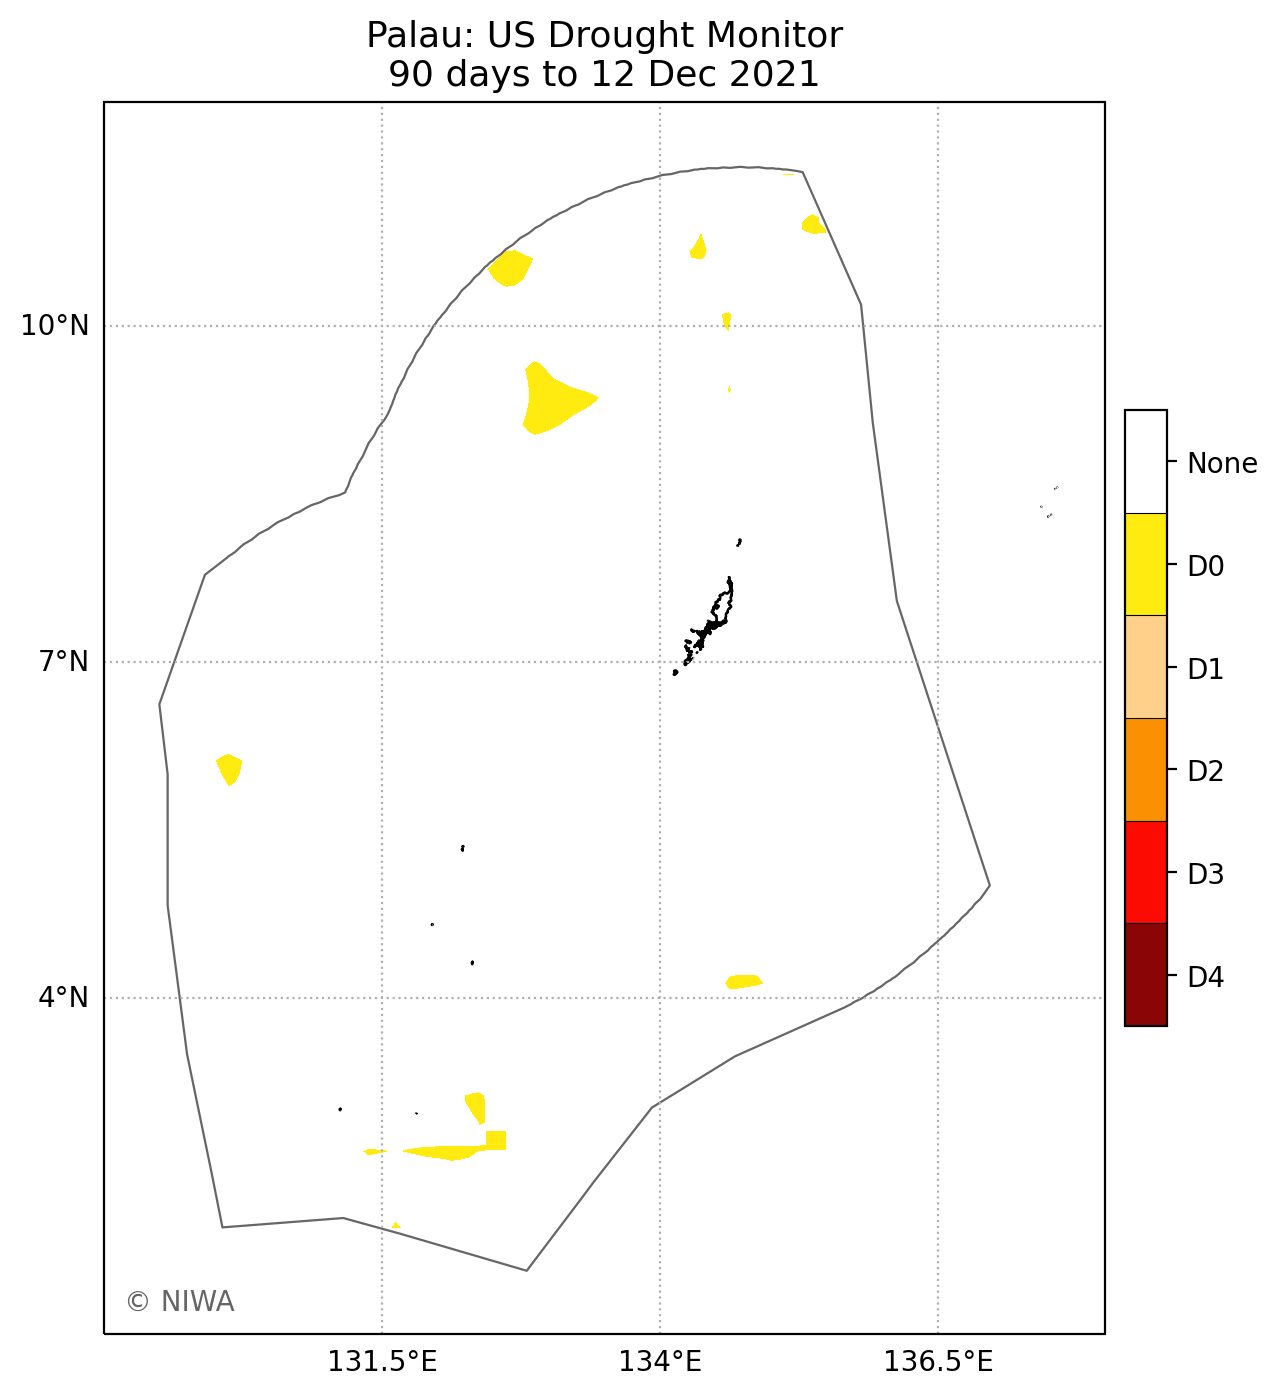 Palau: US Drought Monitor
90 days to 12 Dec 2021
10°N
7°N
4°N
131.5°E
134°E
136.5°E
None
D0
D1
D2
D3
D4
© NIWA